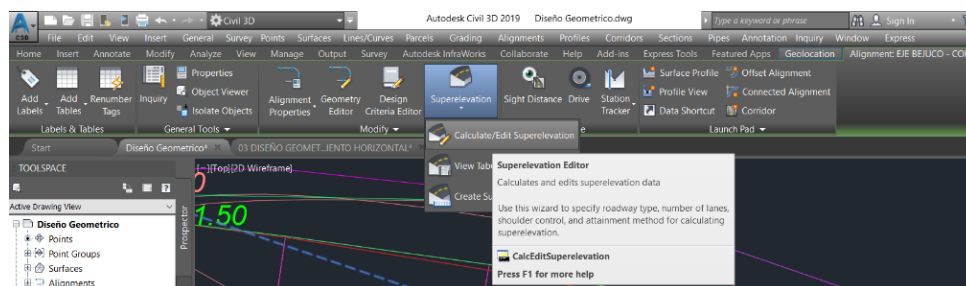 Civil 3D
Autodesk Civil 3D 2019 Diseño Geometrico.dwg
Type a keyword or phrase
Sign In
C3D
File Edit View Insert General Survey Points Surfaces Lines/Curves Parcels Grading Alignments Profiles Corridors Sections Pipes Annotation Inquiry Window Express
Home Insert Annotate Modify Analyze View Manage Output Survey Autodesk InfraWorks Collaborate Help Add-ins Express Tools Featured Apps Geolocation Alignment: EJE BEJUCO - CO
Add Labels
Add Tables
Renumber Tags
Inquiry
Properties
Object Viewer
Isolate Objects
Alignment Properties
Geometry Editor
Design Criteria Editor
Superelevation
Sight Distance
Drive
Station Tracker
Surface Profile
Profile View
Data Shortcut
Offset Alignment
Connected Alignment
Corridor
Labels & Tables
General Tools
Modify
Launch Pad
Calculate/Edit Superelevation
View Tab
Create Su
Start
Diseño Geometrico*
03 DISEÑO GEOMET...IENTO HORIZONTAL*
Superelevation Editor
Calculates and edits superelevation data
Use this wizard to specify roadway type, number of lanes,
shoulder control, and attainment method for calculating
superelevation.
CalcEditSuperelevation
Press F1 for more help
TOOLSPACE
[-][Top][2D Wireframe]
Active Drawing View
Prospector
Diseño Geometrico
Points
Point Groups
Surfaces
Alignments
0
1.50